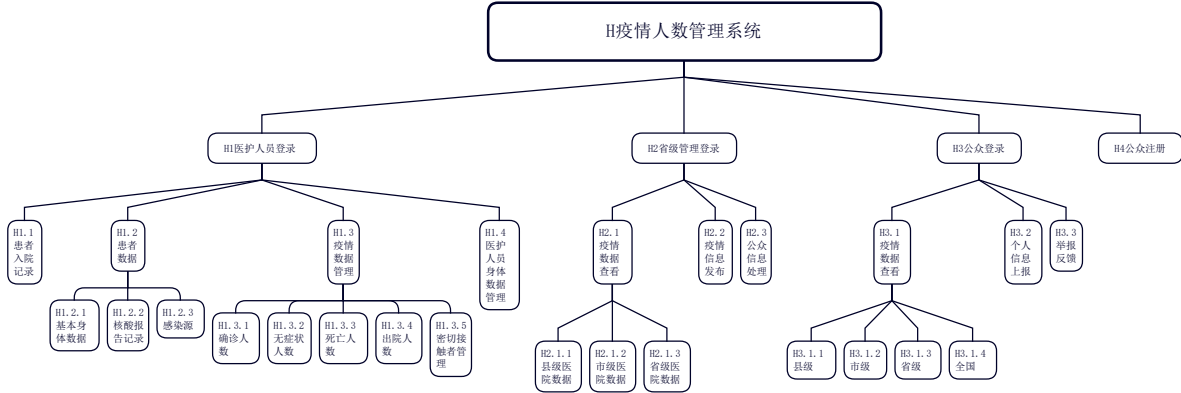 H疫情人数管理系统
H1医护人员登录
H2省级管理登录
H3公众登录
H4公众注册
H1.1
患者
入院
记录
H1.2
患者
数据
H1.3
疫情
数据
管理
H1.4
医护
人员
身体
数据
管理
H2.1
疫情
数据
查看
H2.2
疫情
信息
发布
H2.3
公众
信息
处理
H3.1
疫情
数据
查看
H3.2
个人
信息
上报
H3.3
举报
反馈
H1.2.1
基本身
体数据
H1.2.2
核酸报
告记录
H1.2.3
感染源
H1.3.1
确诊人
数
H1.3.2
无症状
人数
H1.3.3
死亡人
数
H1.3.4
出院人
数
H1.3.5
密切接
触者管
理
H2.1.1
县级医
院数据
H2.1.2
市级医
院数据
H2.1.3
省级医
院数据
H3.1.1
县级
H3.1.2
市级
H3.1.3
省级
H3.1.4
全国